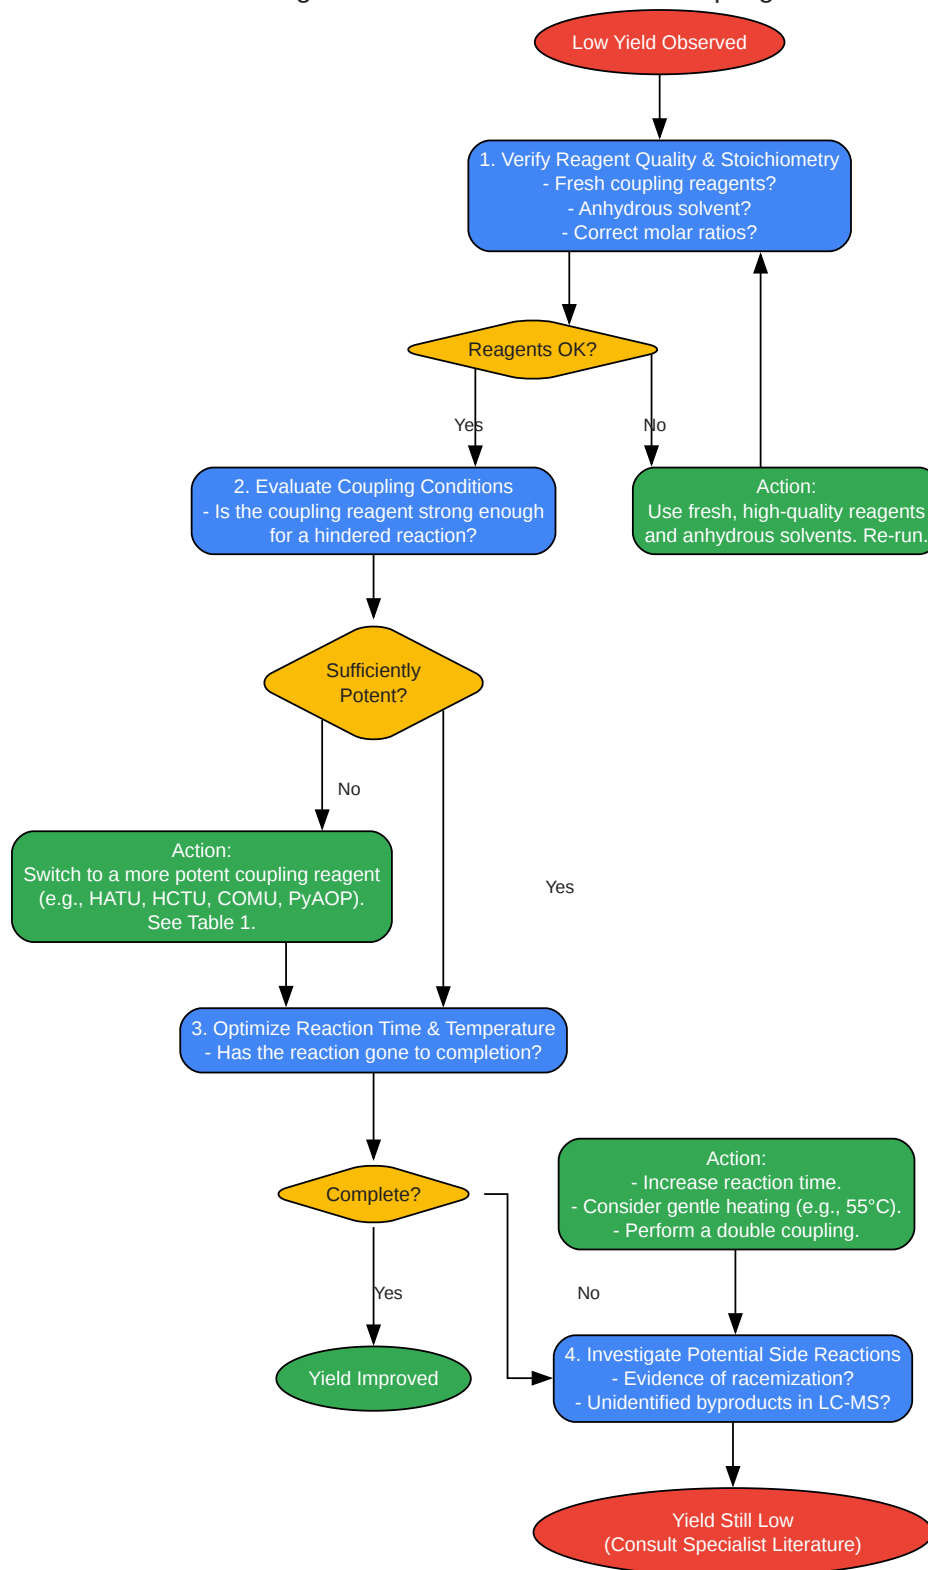 Low Yield Observed
1. Verify Reagent Quality & Stoichiometry
- Fresh coupling reagents?
- Anhydrous solvent?
- Correct molar ratios?
Reagents OK?
Yes
No
2. Evaluate Coupling Conditions
- Is the coupling reagent strong enough
for a hindered reaction?
Action:
Use fresh, high-quality reagents
and anhydrous solvents. Re-run.
Sufficiently
Potent?
No
Action:
Switch to a more potent coupling reagent
(e.g., HATU, HCTU, COMU, PyAOP).
See Table 1.
Yes
3. Optimize Reaction Time & Temperature
- Has the reaction gone to completion?
Complete?
Action:
- Increase reaction time.
- Consider gentle heating (e.g., 55°C).
- Perform a double coupling.
Yes
No
Yield Improved
4. Investigate Potential Side Reactions
- Evidence of racemization?
- Unidentified byproducts in LC-MS?
Yield Still Low
(Consult Specialist Literature)